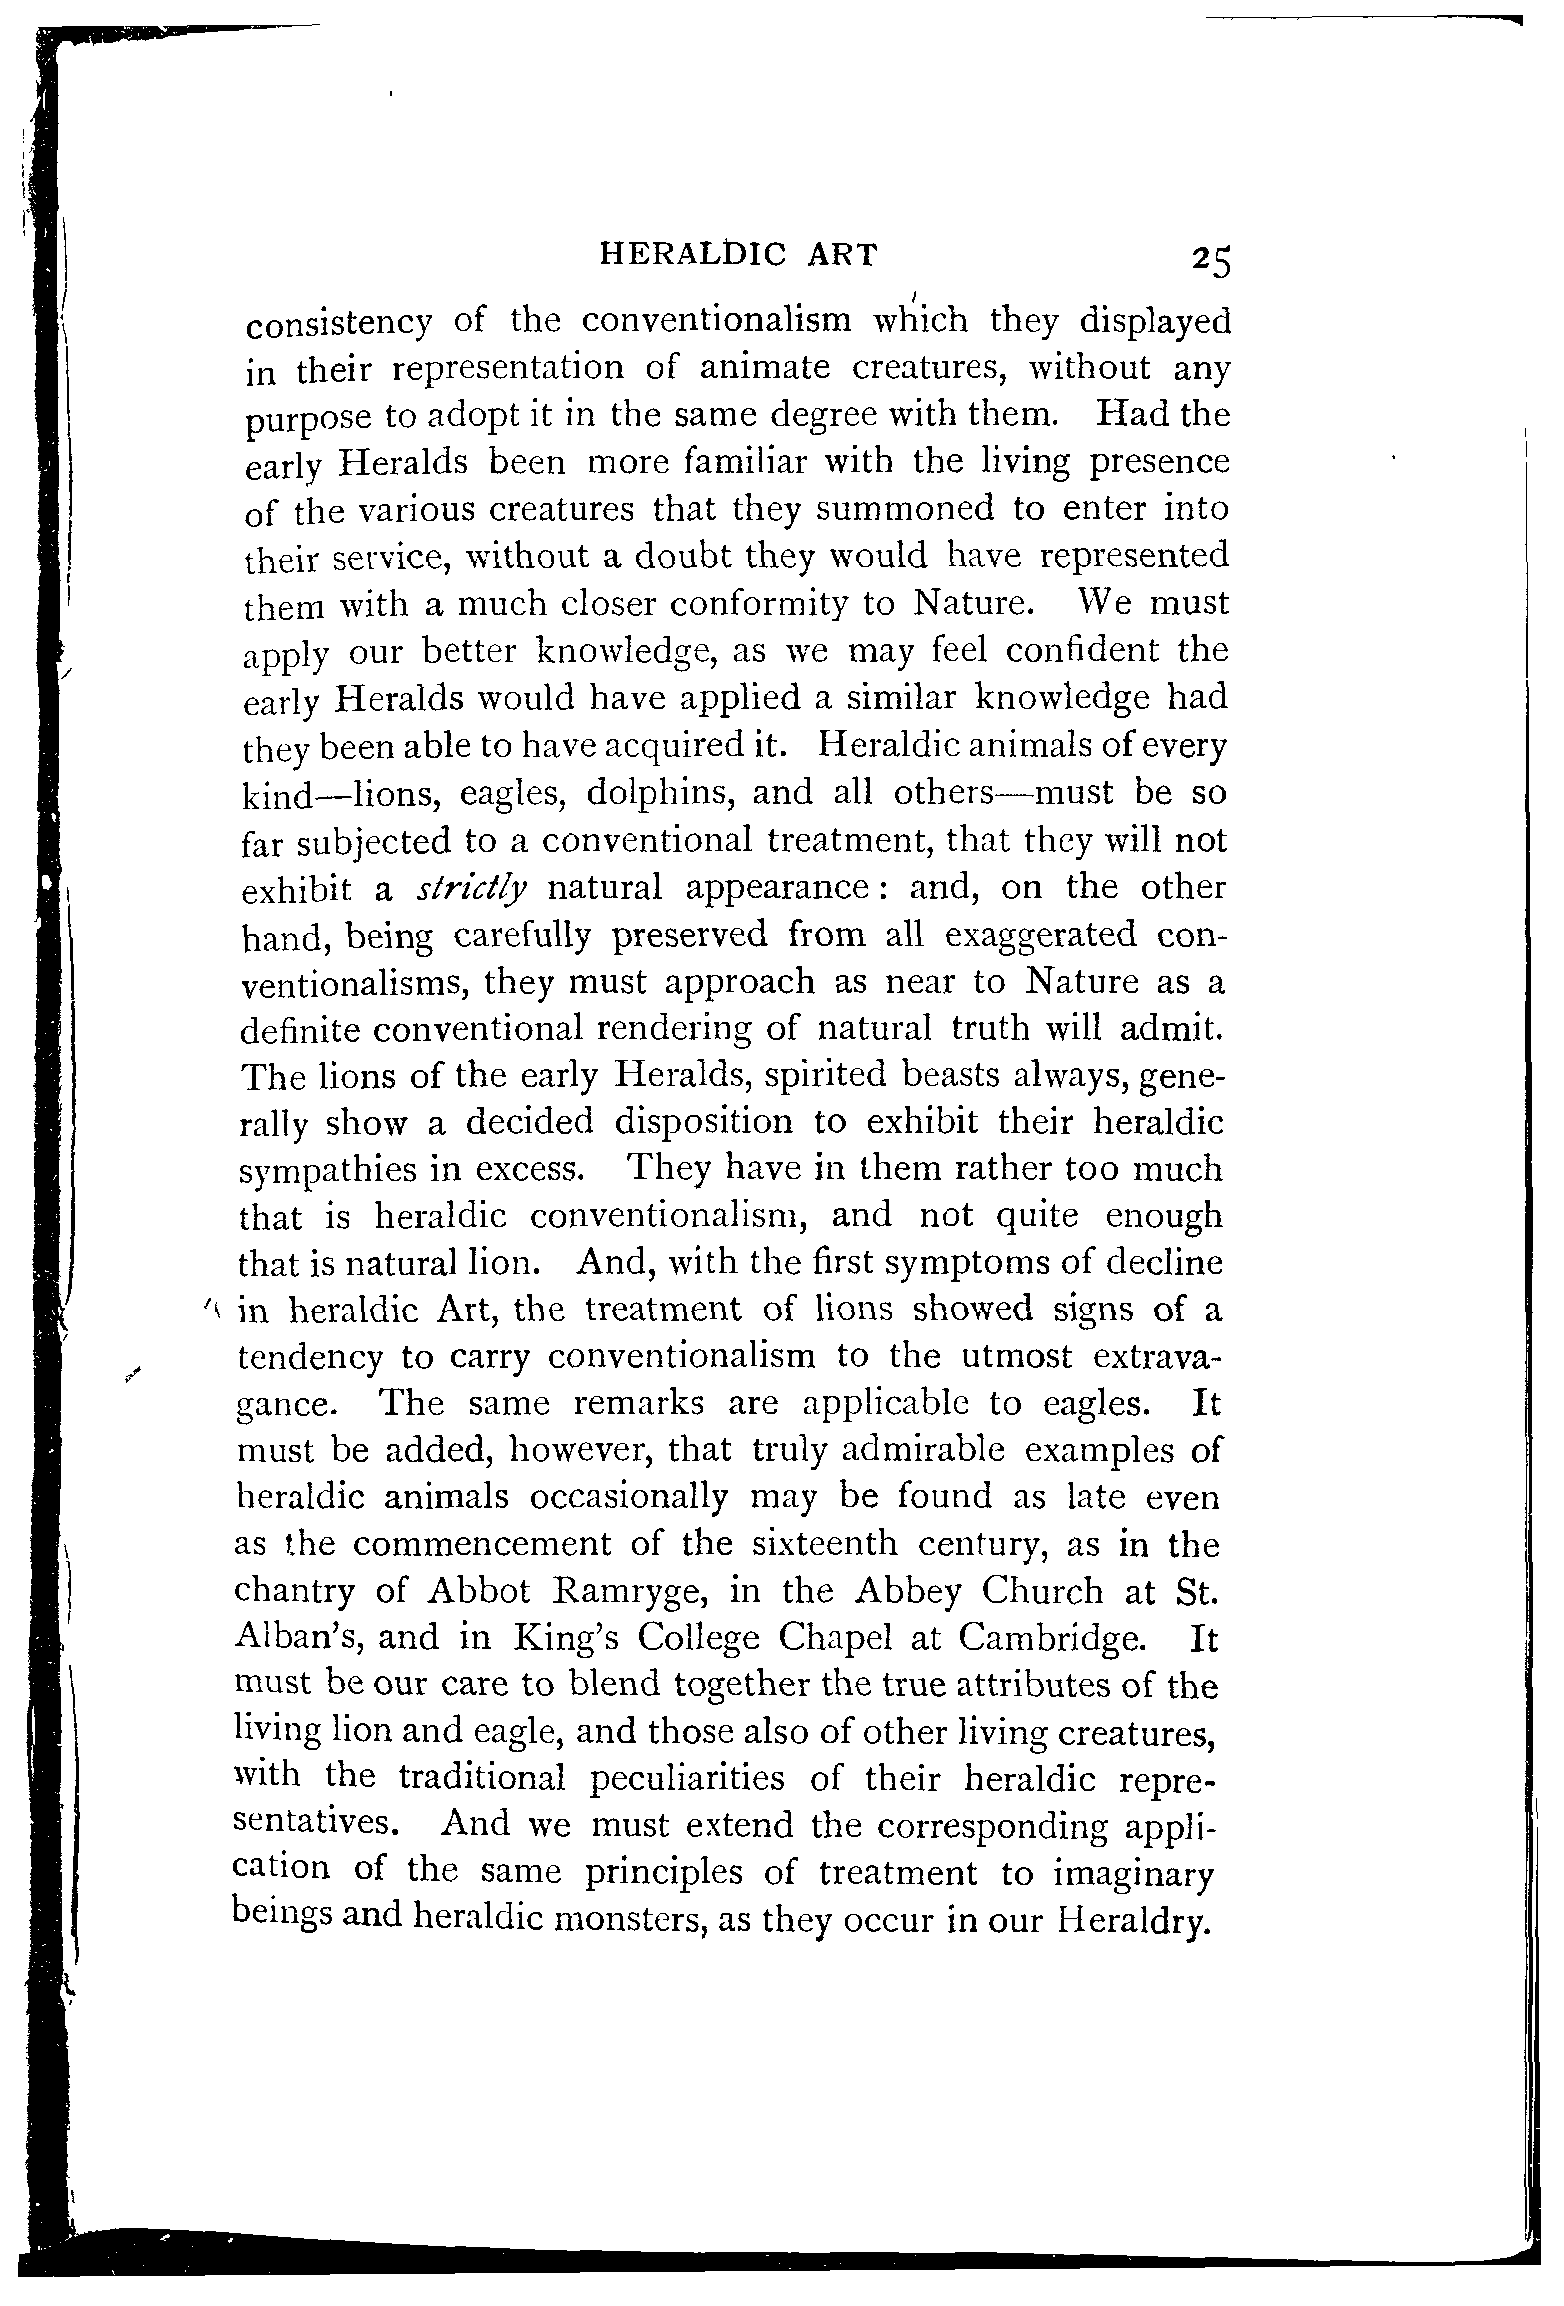 HERALDIC ART 25
consistency of the conventionalism which they displayed
in their representation of animate creatures, without any
purpose to adopt it in the same degree with them. Had the
early Heralds been more familiar with the living presence
of the various creatures that they summoned to enter into
their service, without a doubt they would have represented
them with a much closer conformity to Nature. We must
apply our better knowledge, as we may feel confident the
early Heralds would have applied a similar knowledge had
they been able to have acquired it. Heraldic animals of every
kind—lions, eagles, dolphins, and all others—must be so
far subjected to a conventional treatment, that they will not
exhibit a strictly natural appearance: and, on the other
hand, being carefully preserved from all exaggerated con-
ventionalisms, they must approach as near to Nature as a
definite conventional rendering of natural truth will admit.
The lions of the early Heralds, spirited beasts always, gene-
rally show a decided disposition to exhibit their heraldic
sympathies in excess. They have in them rather too much
that is heraldic conventionalism, and not quite enough
that is natural lion. And, with the first symptoms of decline
in heraldic Art, the treatment of lions showed signs of a
tendency to carry conventionalism to the utmost extrava-
gance. The same remarks are applicable to eagles. It
must be added, however, that truly admirable examples of
heraldic animals occasionally may be found as late even
as the commencement of the sixteenth century, as in the
chantry of Abbot Ramryge, in the Abbey Church at St.
Alban's, and in King's College Chapel at Cambridge. It
must be our care to blend together the true attributes of the
living lion and eagle, and those also of other living creatures,
with the traditional peculiarities of their heraldic repre-
sentatives. And we must extend the corresponding appli-
cation of the same principles of treatment to imaginary
beings and heraldic monsters, as they occur in our Heraldry.